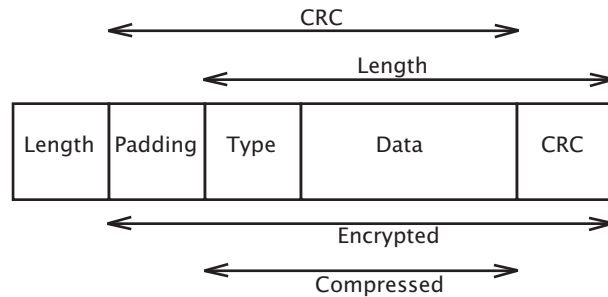 CRC
Length
Length Padding Type Data CRC
Encrypted
Compressed